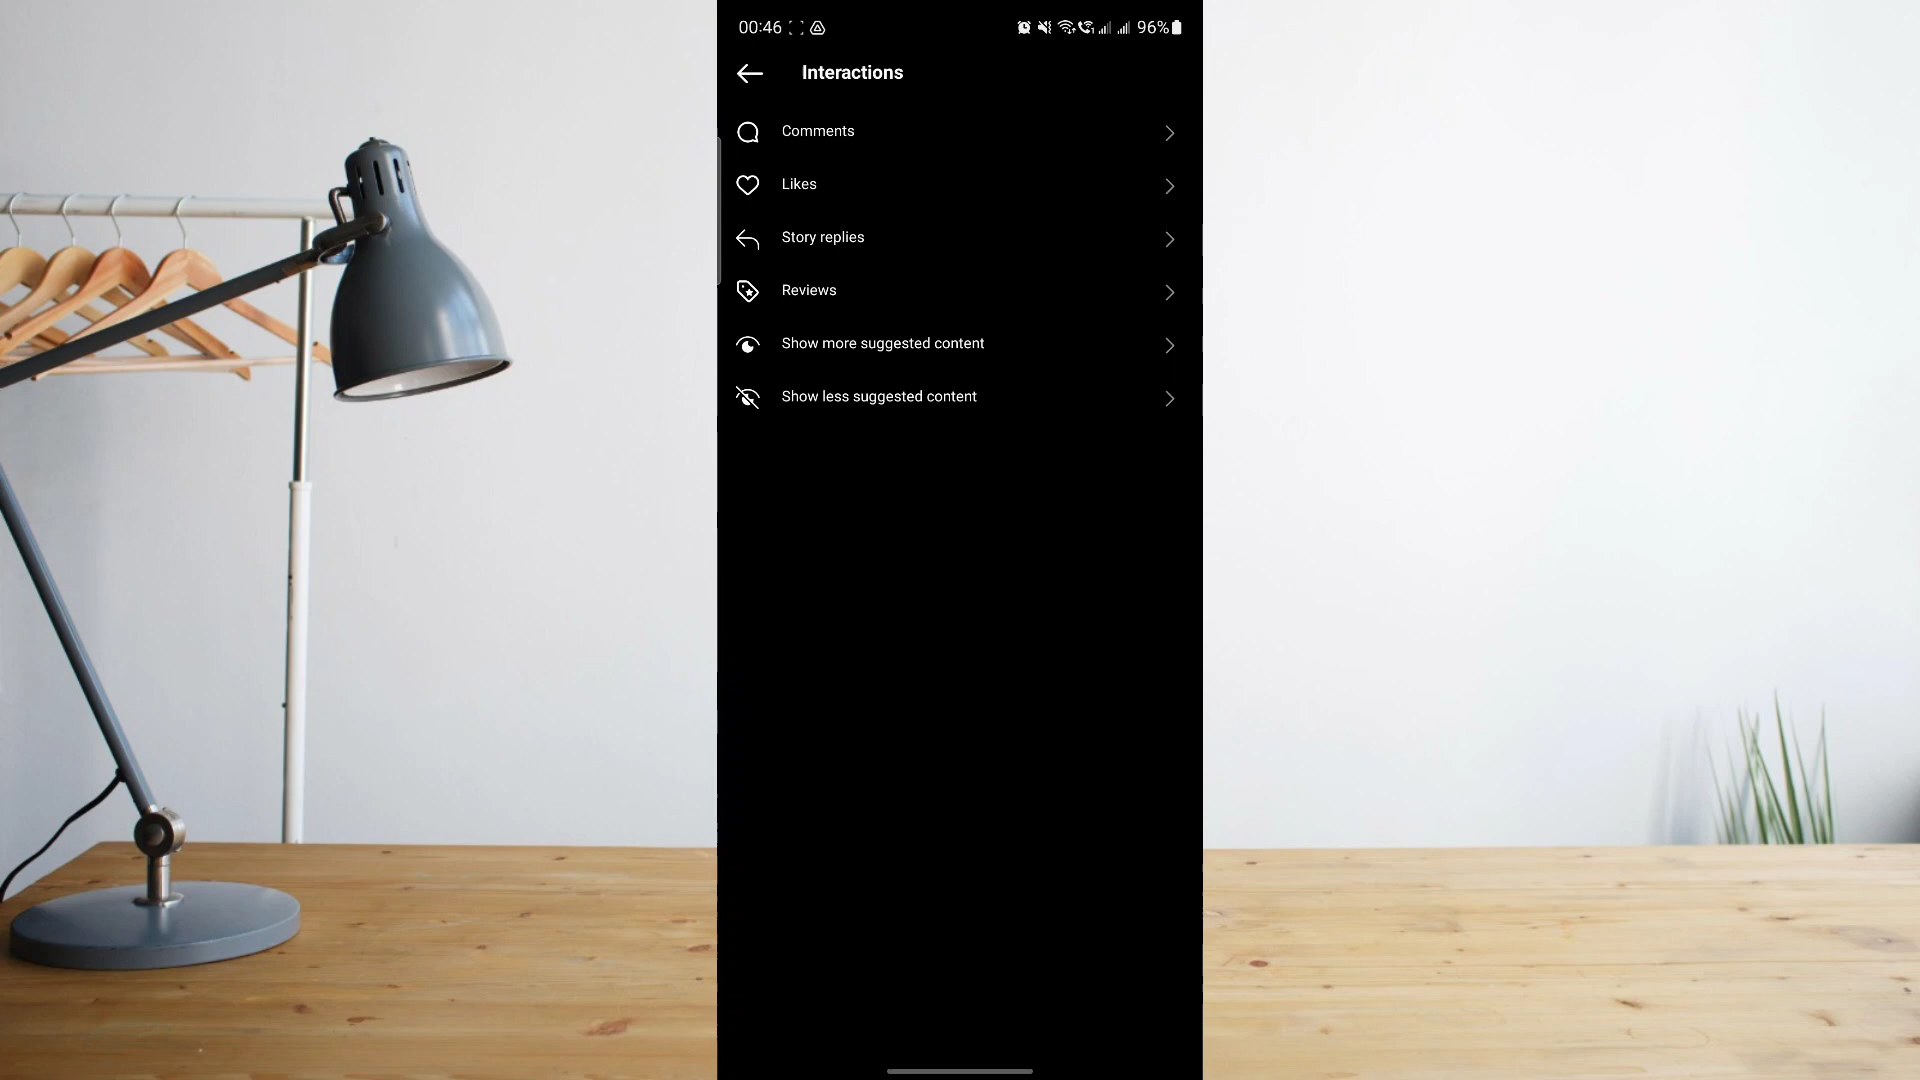 00:46 96%
Interactions
Comments
Likes
Story replies
Reviews
Show more suggested content
Show less suggested content